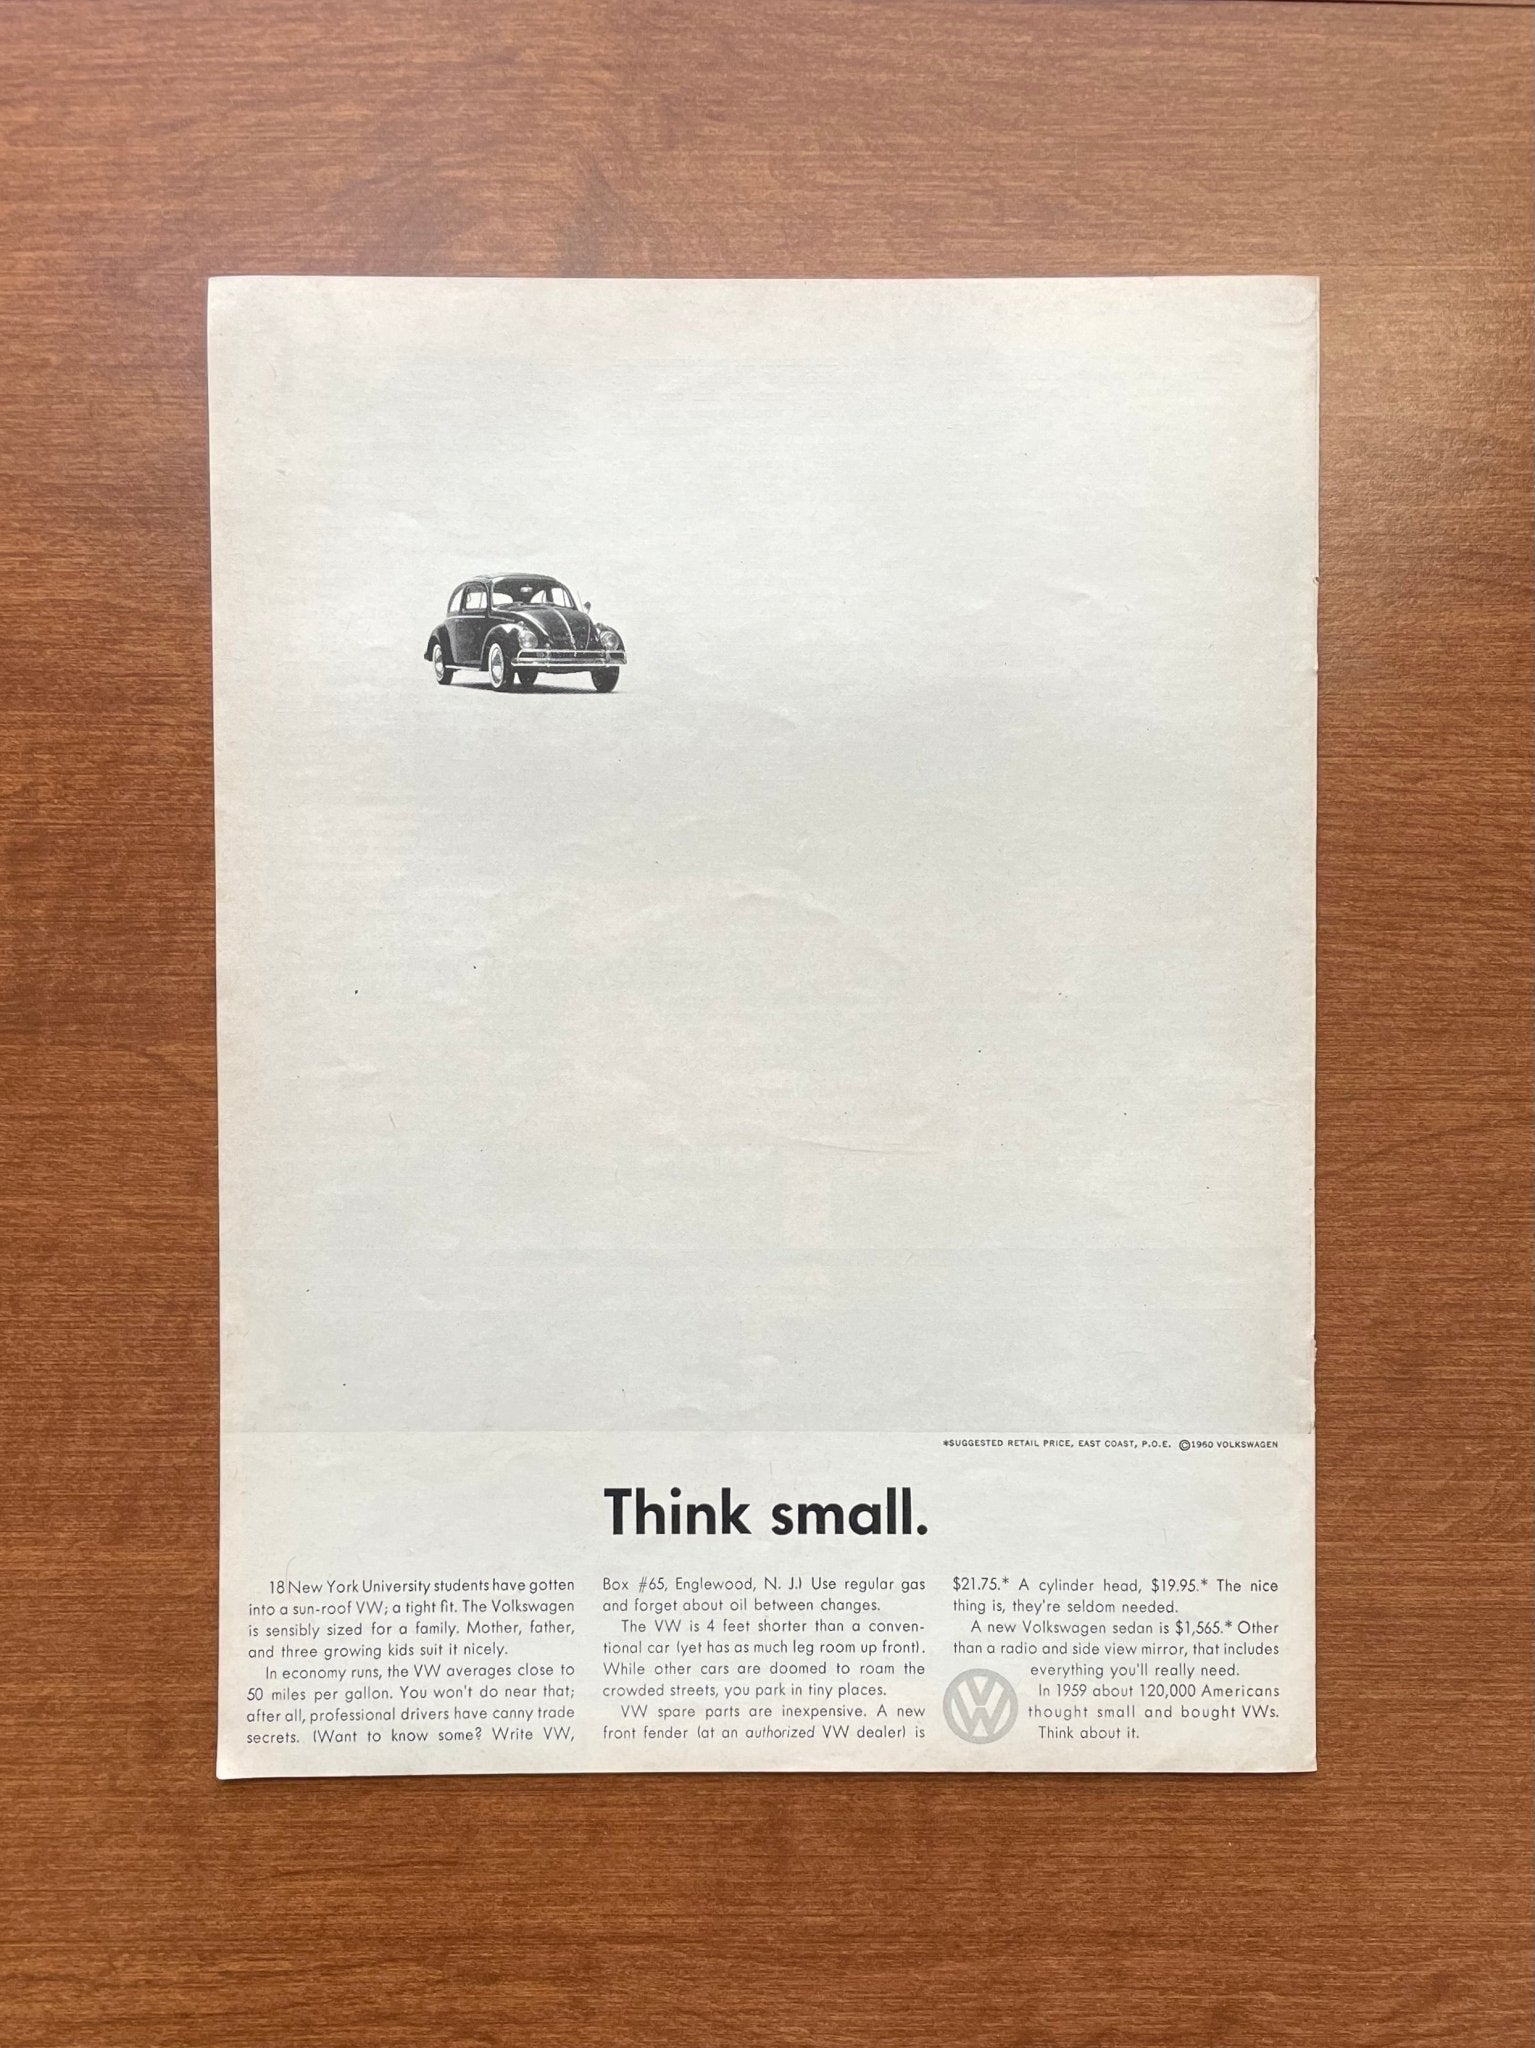 *SUGGESTED RETAIL PRICE, EAST COAST, P.O.E. ©1960 VOLKSWAGEN
Think small.
18 New York University students have gotten
into a sun-roof VW; a tight fit. The Volkswagen
is sensibly sized for a family. Mother, father,
and three growing kids suit it nicely.
In economy runs, the VW averages close to
50 miles per gallon. You won't do near that;
after all, professional drivers have canny trade
secrets. (Want to know some? Write VW,
Box #65, Englewood, N. J.) Use regular gas
and forget about oil between changes.
The VW is 4 feet shorter than a conven-
tional car (yet has as much leg room up front).
While other cars are doomed to roam the
crowded streets, you park in tiny places.
VW spare parts are inexpensive. A new
front fender (at an authorized VW dealer) is
$21.75.* A cylinder head, $19.95.* The nice
thing is, they're seldom needed.
A new Volkswagen sedan is $1,565.* Other
than a radio and side view mirror, that includes
everything you'll really need.
In 1959 about 120,000 Americans
thought small and bought VWs.
Think about it.
VW